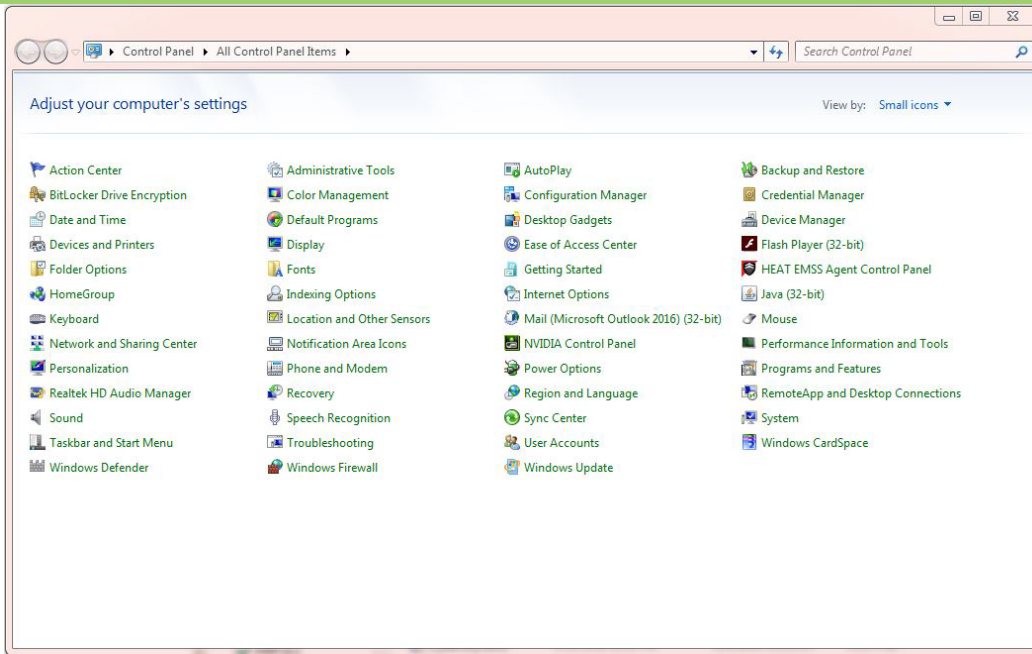 Control Panel All Control Panel Items Search Control Panel
Adjust your computer's settings View by: Small icons
Action Center Administrative Tools AutoPlay Backup and Restore
BitLocker Drive Encryption Color Management Configuration Manager Credential Manager
Date and Time Default Programs Desktop Gadgets Device Manager
Devices and Printers Display Ease of Access Center Flash Player (32-bit)
Folder Options Fonts Getting Started HEAT EMSS Agent Control Panel
HomeGroup Indexing Options Internet Options Java (32-bit)
Keyboard Location and Other Sensors Mail (Microsoft Outlook 2016) (32-bit) Mouse
Network and Sharing Center Notification Area Icons NVIDIA Control Panel Performance Information and Tools
Personalization Phone and Modem Power Options Programs and Features
Realtek HD Audio Manager Recovery Region and Language RemoteApp and Desktop Connections
Sound Speech Recognition Sync Center System
Taskbar and Start Menu Troubleshooting User Accounts Windows CardSpace
Windows Defender Windows Firewall Windows Update